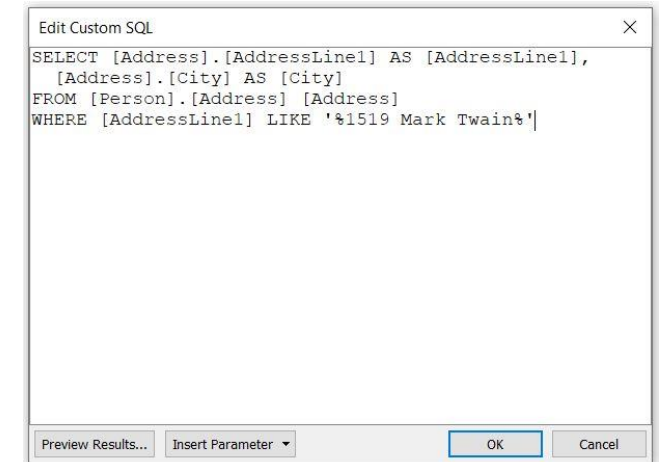 Edit Custom SQL
SELECT [Address].[AddressLine1] AS [AddressLine1],
[Address].[City] AS [City]
FROM [Person].[Address] [Address]
WHERE [AddressLine1] LIKE '%1519 Mark Twain%'
Preview Results... Insert Parameter OK Cancel